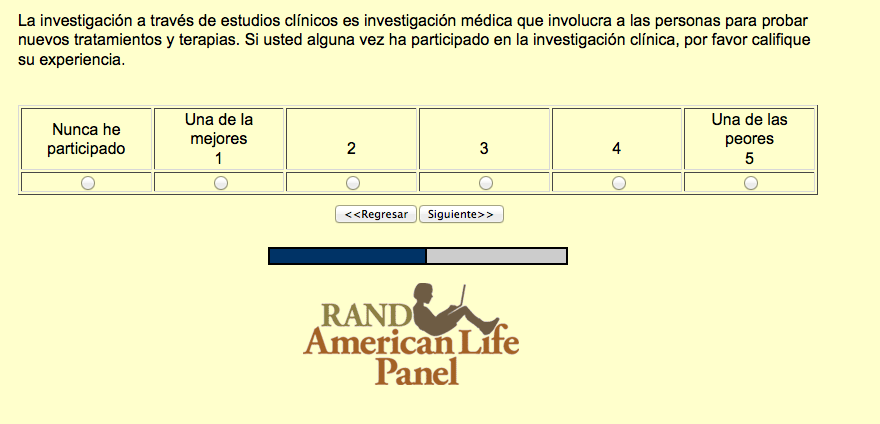 La investigación a través de estudios clínicos es investigación médica que involucra a las personas para probar
nuevos tratamientos y terapias. Si usted alguna vez ha participado en la investigación clínica, por favor califique
su experiencia.
Nunca he
participado
Una de la
mejores
1
2
3
4
Una de las
peores
5
<<Regresar
Siguiente>>
RAND
American Life
Panel